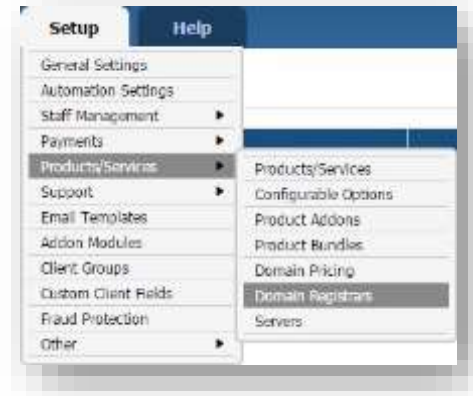 Setup Help
General Settings
Automation Settings
Staff Management
Payments
Products/Services
Support
Email Templates
Addon Modules
Client Groups
Custom Client Fields
Fraud Protection
Other
Products/Services
Configurable Options
Product Addons
Product Bundles
Domain Pricing
Domain Registrars
Servers